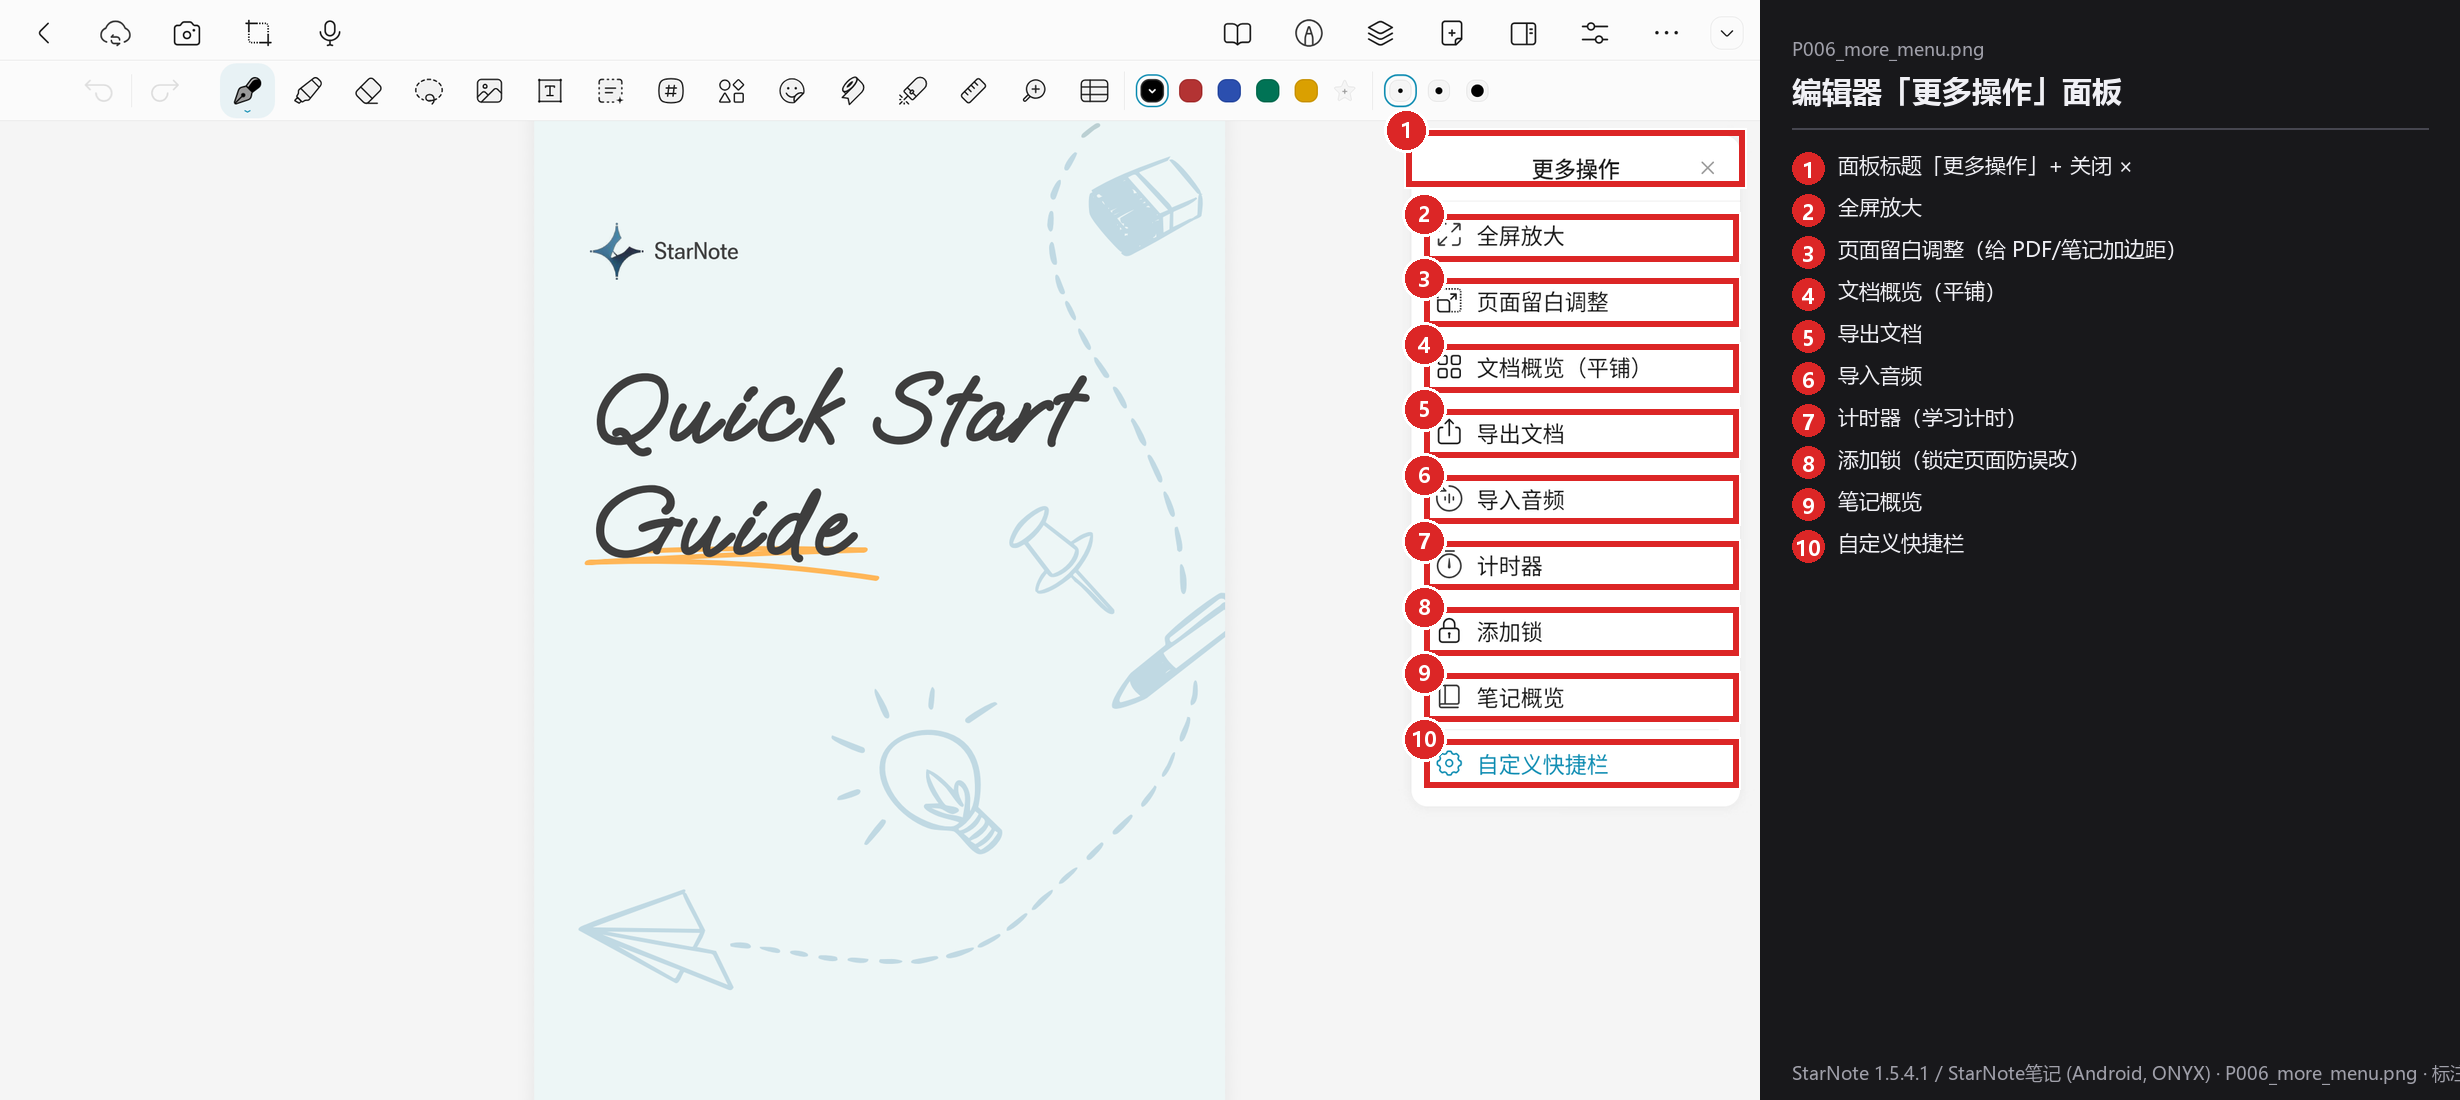 StarNote
Quick Start
Guide
1
更多操作 ×
2
全屏放大
3
页面留白调整
4
文档概览（平铺）
5
导出文档
6
导入音频
7
计时器
8
添加锁
9
笔记概览
10
自定义快捷栏
P006_more_menu.png
编辑器「更多操作」面板
1 面板标题「更多操作」+ 关闭 ×
2 全屏放大
3 页面留白调整（给 PDF/笔记加边距）
4 文档概览（平铺）
5 导出文档
6 导入音频
7 计时器（学习计时）
8 添加锁（锁定页面防误改）
9 笔记概览
10 自定义快捷栏
StarNote 1.5.4.1 / StarNote笔记 (Android, ONYX) · P006_more_menu.png · 标